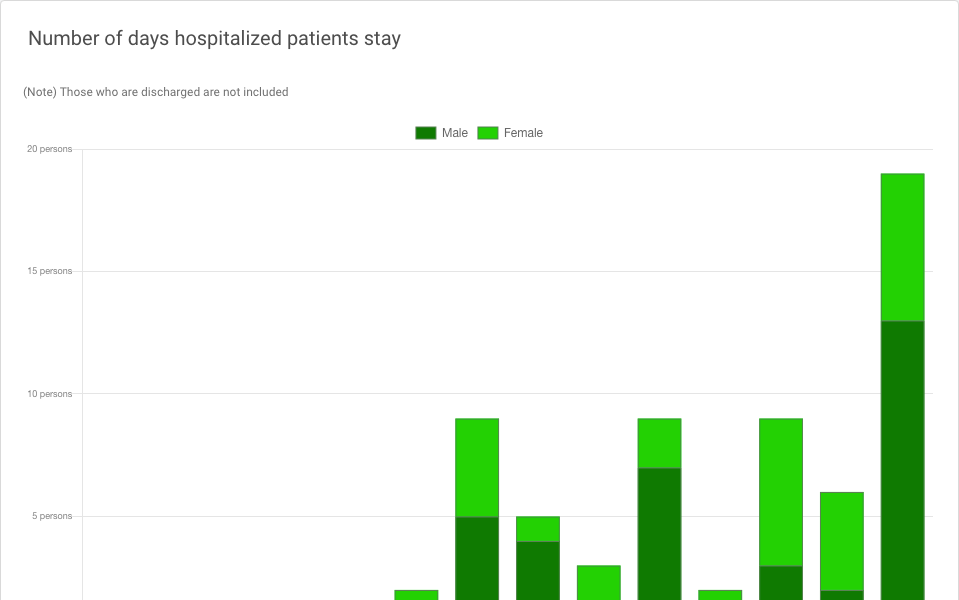 Number of days hospitalized patients stay
(Note) Those who are discharged are not included
Male Female
20 persons
15 persons
10 persons
5 persons